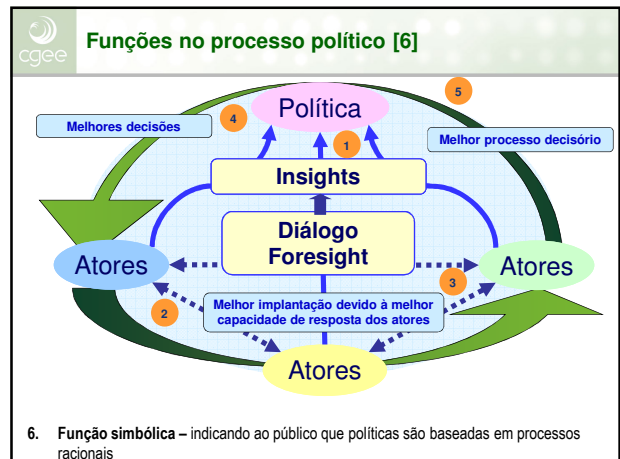 cgee
Funções no processo político [6]
5
Política
4
Melhores decisões
1
Melhor processo decisório
Insights
Diálogo
Foresight
Atores
Atores
3
2
Melhor implantação devido à melhor
capacidade de resposta dos atores
Atores
6. Função simbólica – indicando ao público que políticas são baseadas em processos
racionais